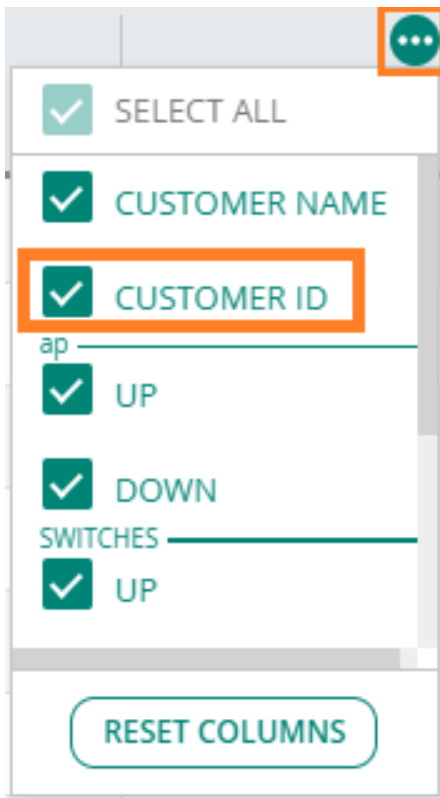 SELECT ALL
CUSTOMER NAME
CUSTOMER ID
ap
UP
DOWN
SWITCHES
UP
RESET COLUMNS